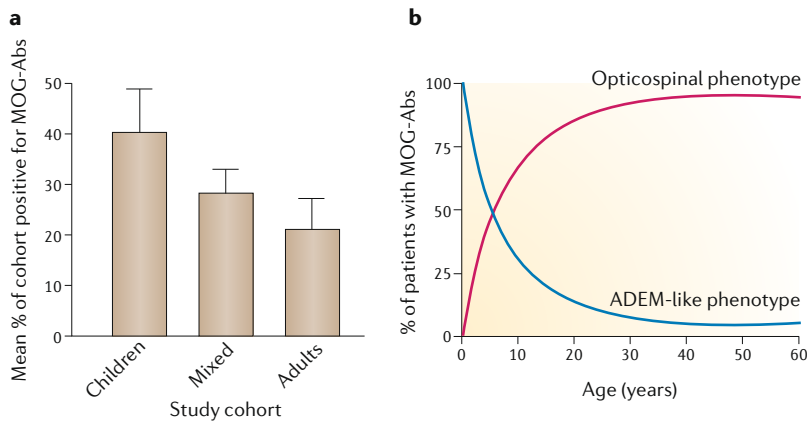 a
Mean % of cohort positive for MOG-Abs
50
40
30
20
10
0
Children
Mixed
Adults
Study cohort
b
% of patients with MOG-Abs
100
75
50
25
0
Opticospinal phenotype
ADEM-like phenotype
0 10 20 30 40 50 60
Age (years)